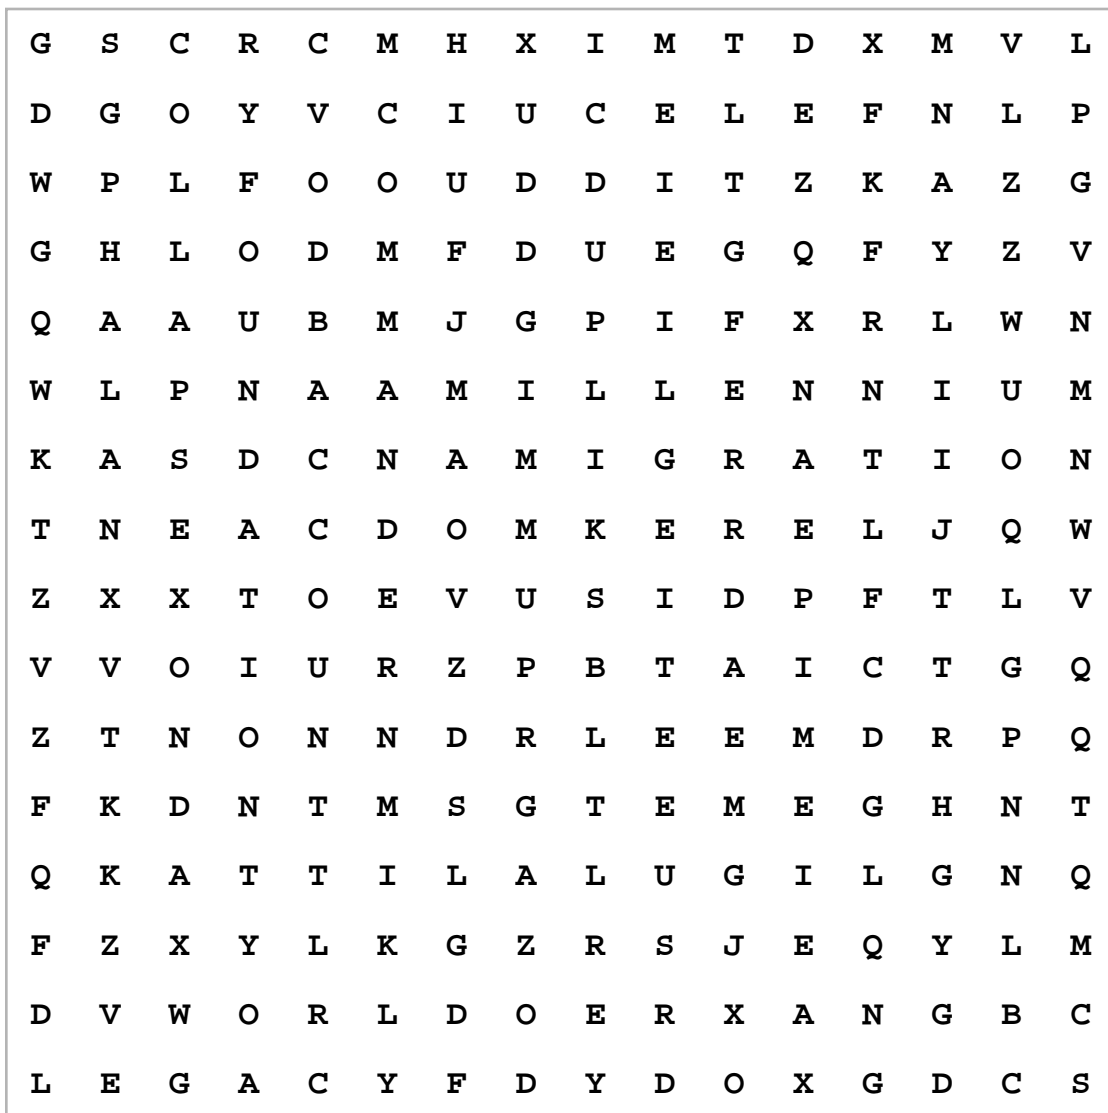 G S C R C M H X I M T D X M V L
D G O Y V C I U C E L E F N L P
W P L F O O U D D I T Z K A Z G
G H L O D M F D U E G Q F Y Z V
Q A A U B M J G P I F X R L W N
W L P N A A M I L L E N N I U M
K A S D C N A M I G R A T I O N
T N E A C D O M K E R E L J Q W
Z X X T O E V U S I D P F T L V
V V O I U R Z P B T A I C T G Q
Z T N O N N D R L E E M D R P Q
F K D N T M S G T E M E G H N T
Q K A T T I L A L U G I L G N Q
F Z X Y L K G Z R S J E Q Y L M
D V W O R L D O E R X A N G B C
L E G A C Y F D Y D O X G D C S